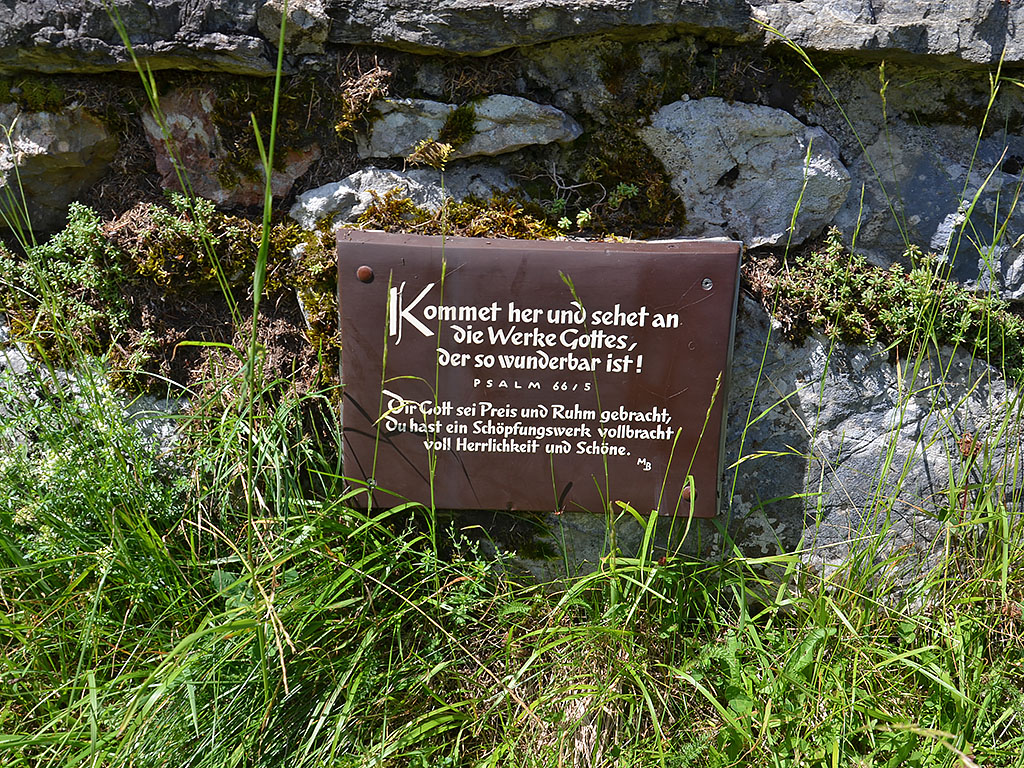 Kommet her und sehet an
die Werke Gottes,
der so wunderbar ist!
PSALM 66/5
Dir Gott sei Preis und Ruhm gebracht,
du hast ein Schöpfungswerk vollbracht
voll Herrlichkeit und Schöne.
MB